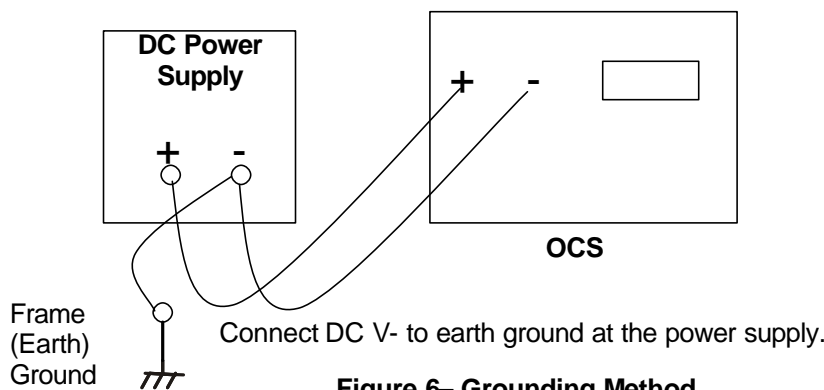 DC Power
Supply
+ -
+ -
OCS
Frame
(Earth)
Ground
Connect DC V- to earth ground at the power supply.
Figure 6– Grounding Method